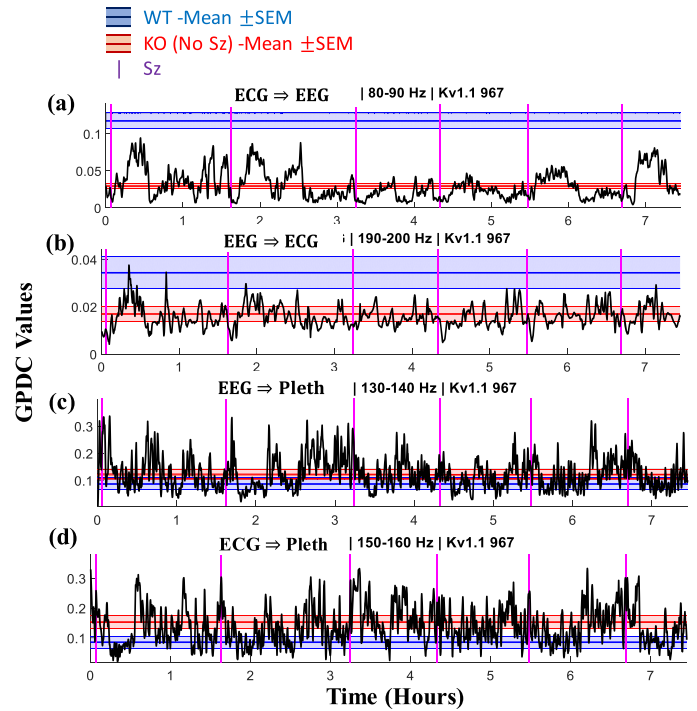 WT -Mean ±SEM
KO (No Sz) -Mean ±SEM
Sz
(a)
ECG ⇒ EEG | 80-90 Hz | Kv1.1 967
0.1
0.05
0
0 1 2 3 4 5 6 7
(b)
EEG ⇒ ECG | 190-200 Hz | Kv1.1 967
0.04
0.02
0
0 1 2 3 4 5 6 7
GPDC Values
(c)
EEG ⇒ Pleth | 130-140 Hz | Kv1.1 967
0.3
0.2
0.1
0 1 2 3 4 5 6 7
(d)
ECG ⇒ Pleth | 150-160 Hz | Kv1.1 967
0.3
0.2
0.1
0 1 2 3 4 5 6 7
Time (Hours)